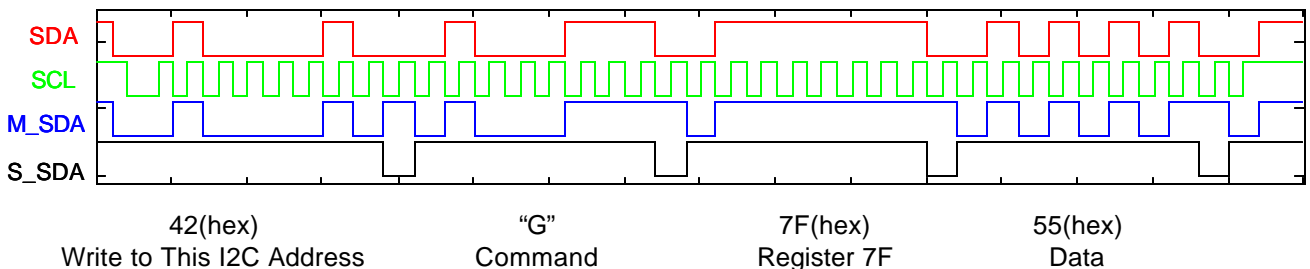 SDA
SCL
M_SDA
S_SDA
42(hex) “G” 7F(hex) 55(hex)
Write to This I2C Address Command Register 7F Data